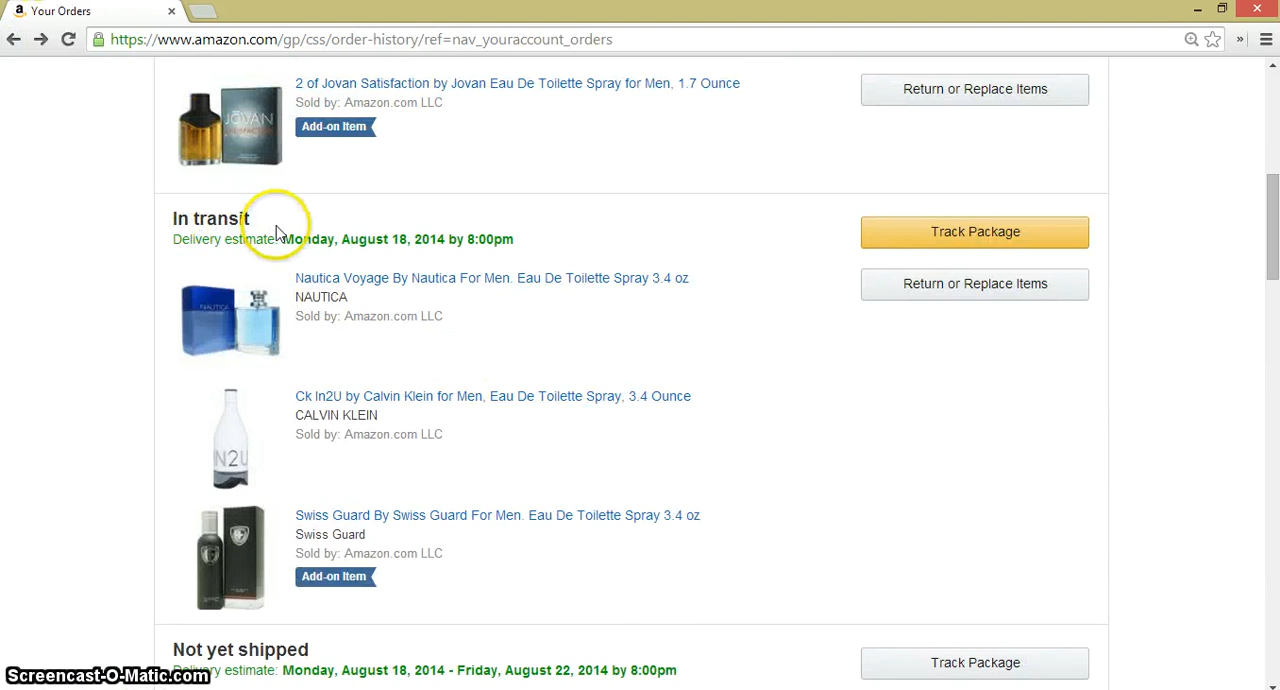 Your Orders
https://www.amazon.com/gp/css/order-history/ref=nav_youraccount_orders
2 of Jovan Satisfaction by Jovan Eau De Toilette Spray for Men, 1.7 Ounce
Sold by: Amazon.com LLC
Add-on Item
Return or Replace Items
JOVAN
In transit
Delivery estimate: Monday, August 18, 2014 by 8:00pm
Track Package
Return or Replace Items
Nautica Voyage By Nautica For Men. Eau De Toilette Spray 3.4 oz
NAUTICA
Sold by: Amazon.com LLC
NAUTICA
Ck In2U by Calvin Klein for Men, Eau De Toilette Spray, 3.4 Ounce
CALVIN KLEIN
Sold by: Amazon.com LLC
N2U
Swiss Guard By Swiss Guard For Men. Eau De Toilette Spray 3.4 oz
Swiss Guard
Sold by: Amazon.com LLC
Add-on Item
Not yet shipped
Delivery estimate: Monday, August 18, 2014 - Friday, August 22, 2014 by 8:00pm
Track Package
Screencast-O-Matic.com